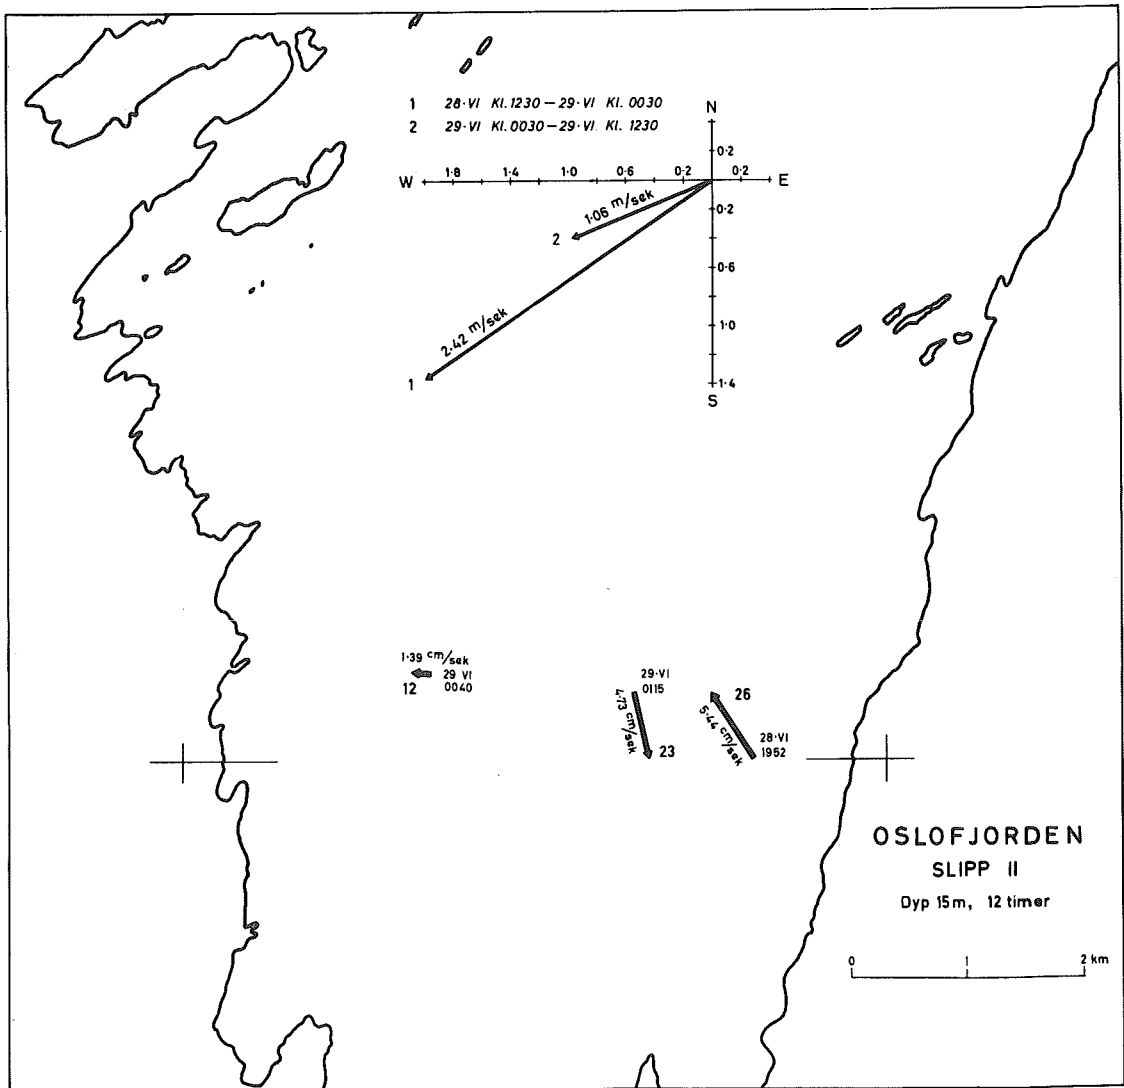 1 28·VI Kl. 1230 – 29·VI Kl. 0030
2 29·VI Kl. 0030 – 29·VI Kl. 1230
N
0·2
W 1·8 1·4 1·0 0·6 0·2 0·2 E
0·2
1·06 m/sek
2
0·6
1·0
2·42 m/sek
1
1·4
S
1·39 cm/sek
29 VI
12 0040
29·VI
0115
4·73 cm/sek
23
26
5·44 cm/sek
28·VI
1952
OSLOFJORDEN
SLIPP II
Dyp 15m, 12 timer
0 1 2 km